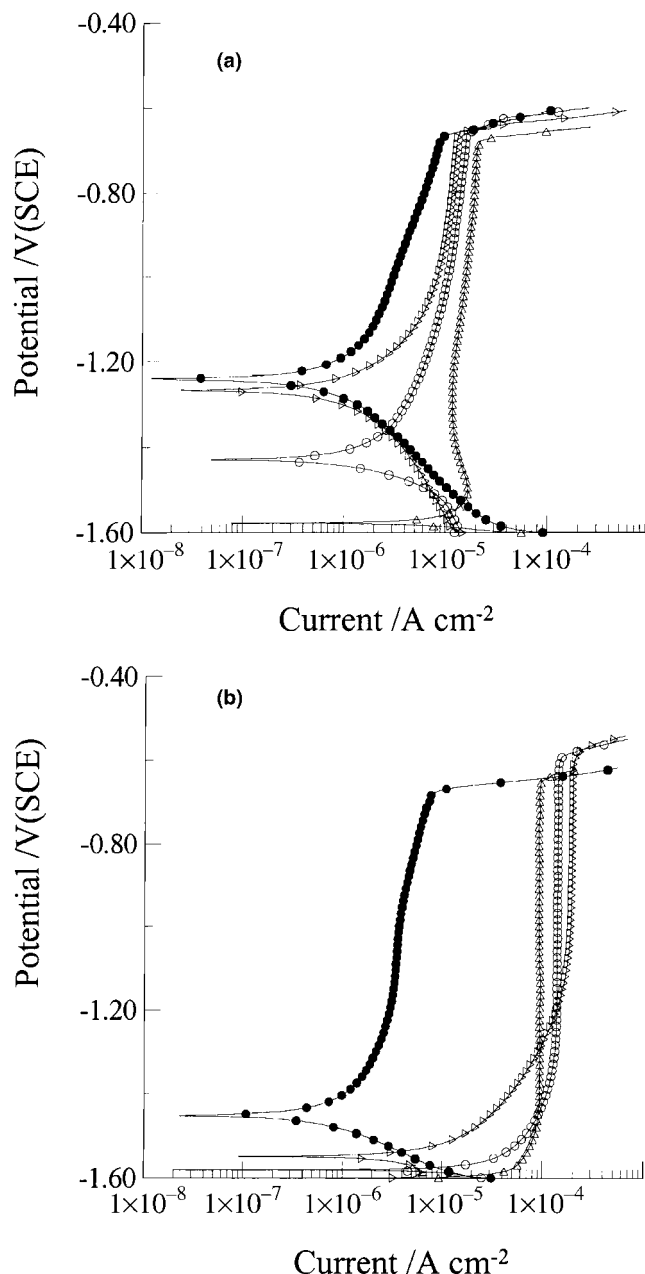 -0.40
(a)
-0.80
Potential /V(SCE)
-1.20
-1.60
1×10⁻⁸ 1×10⁻⁷ 1×10⁻⁶ 1×10⁻⁵ 1×10⁻⁴
Current /A cm⁻²
-0.40
(b)
-0.80
Potential /V(SCE)
-1.20
-1.60
1×10⁻⁸ 1×10⁻⁷ 1×10⁻⁶ 1×10⁻⁵ 1×10⁻⁴
Current /A cm⁻²